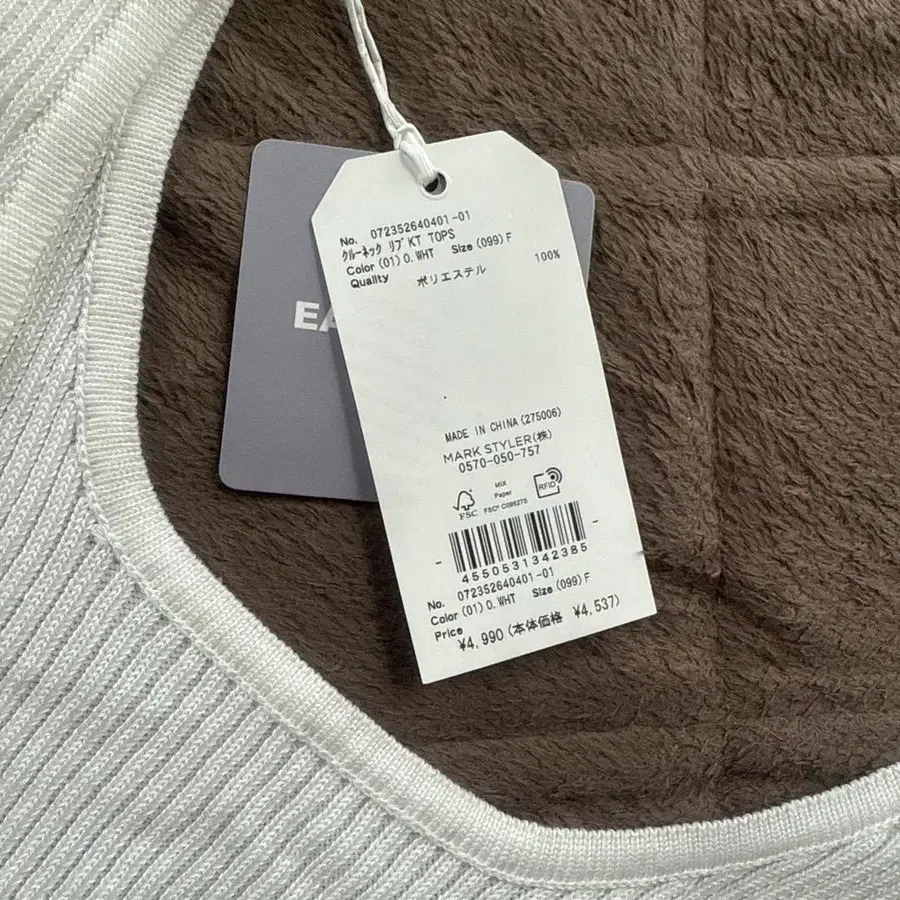 No. 072352640401-01
クルーネック リブ KT TOPS
Color (01) O. WHT Size (099) F
Quality ポリエステル 100%
EA
MADE IN CHINA (275006)
MARK STYLER(株)
0570-050-757
FSC
MIX
Paper
FSC® C095275
RFID
4550531342385
No. 072352640401-01
Color (01) O. WHT Size (099) F
Price
¥4,990 (本体価格 ¥4,537)